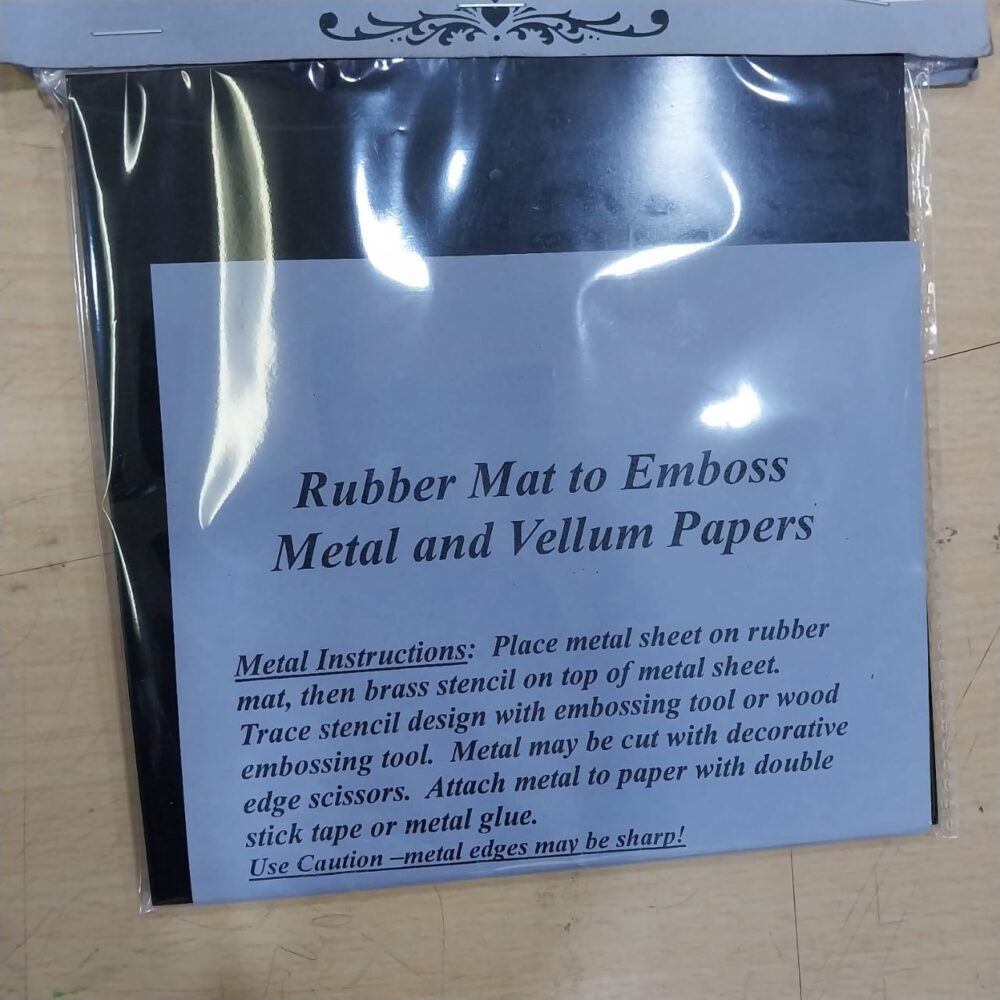 Rubber Mat to Emboss
Metal and Vellum Papers
Metal Instructions: Place metal sheet on rubber
mat, then brass stencil on top of metal sheet.
Trace stencil design with embossing tool or wood
embossing tool. Metal may be cut with decorative
edge scissors. Attach metal to paper with double
stick tape or metal glue.
Use Caution –metal edges may be sharp!